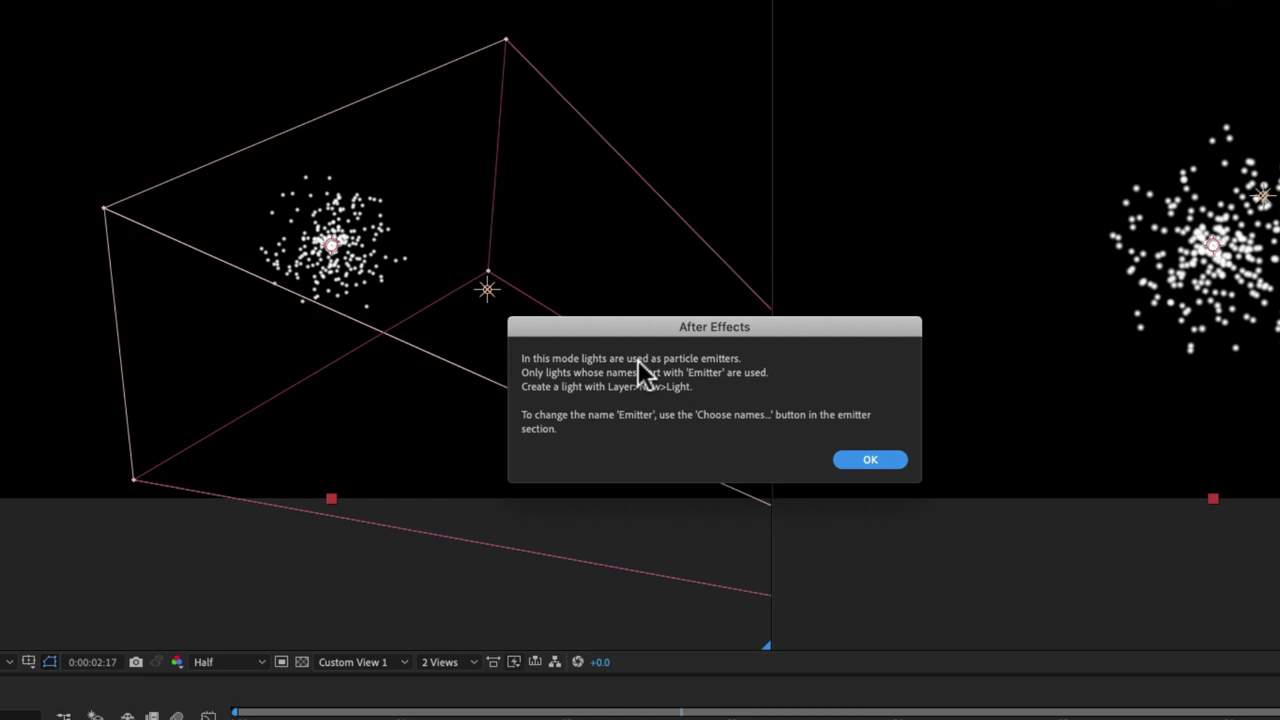 After Effects
In this mode lights are used as particle emitters.
Only lights whose names with 'Emitter' are used.
Create a light with Layer> >Light.
To change the name 'Emitter', use the 'Choose names...' button in the emitter
section.
OK
0:00:02:17
Half
Custom View 1
2 Views
+0.0